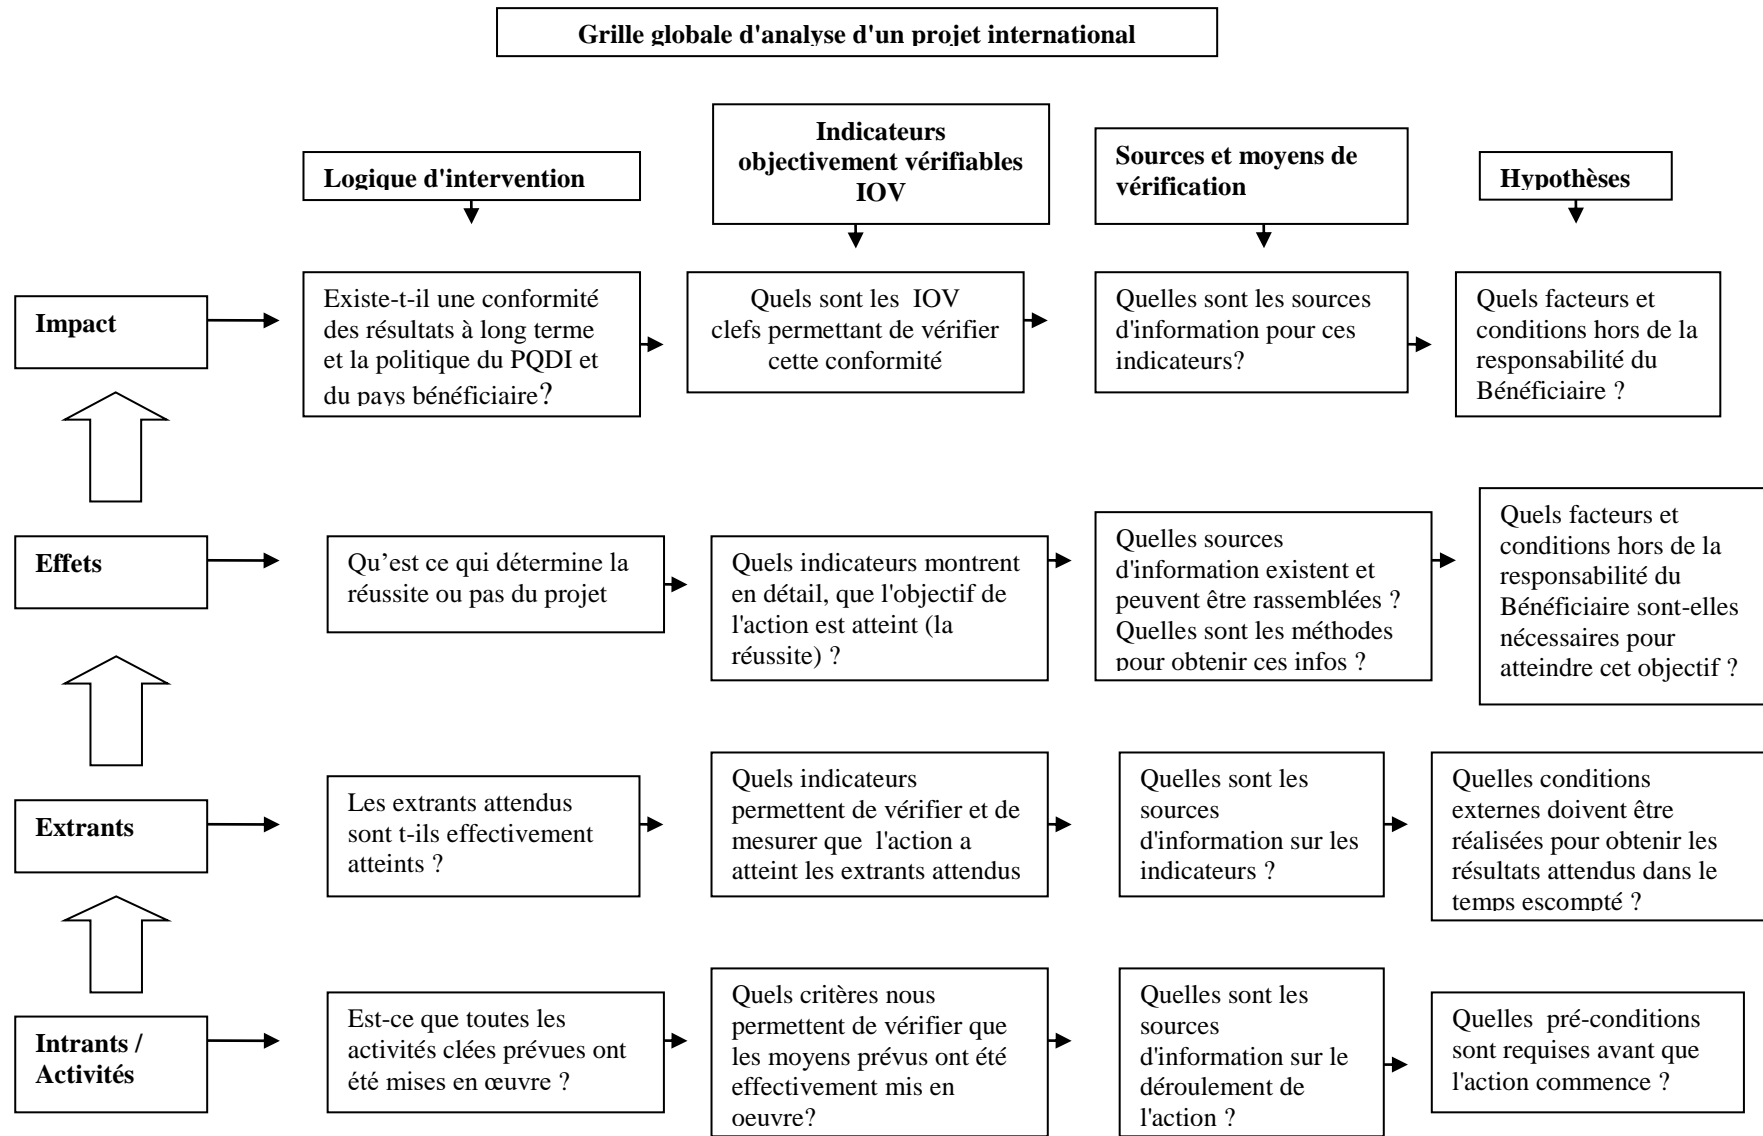 Grille globale d'analyse d'un projet international
Logique d'intervention
Indicateurs
objectivement vérifiables
IOV
Sources et moyens de
vérification
Hypothèses
Impact
Existe-t-il une conformité
des résultats à long terme
et la politique du PQDI et
du pays bénéficiaire?
Quels sont les  IOV
clefs permettant de vérifier
cette conformité
Quelles sont les sources
d'information pour ces
indicateurs?
Quels facteurs et
conditions hors de la
responsabilité du
Bénéficiaire ?
Effets
Qu’est ce qui détermine la
réussite ou pas du projet
Quels indicateurs montrent
en détail, que l'objectif de
l'action est atteint (la
réussite) ?
Quelles sources
d'information existent et
peuvent être rassemblées ?
Quelles sont les méthodes
pour obtenir ces infos ?
Quels facteurs et
conditions hors de la
responsabilité du
Bénéficiaire sont-elles
nécessaires pour
atteindre cet objectif ?
Extrants
Les extrants attendus
sont t-ils effectivement
atteints ?
Quels indicateurs
permettent de vérifier et de
mesurer que  l'action a
atteint les extrants attendus
Quelles sont les
sources
d'information sur les
indicateurs ?
Quelles conditions
externes doivent être
réalisées pour obtenir les
résultats attendus dans le
temps escompté ?
Intrants /
Activités
Est-ce que toutes les
activités clées prévues ont
été mises en œuvre ?
Quels critères nous
permettent de vérifier que
les moyens prévus ont été
effectivement mis en
oeuvre?
Quelles sont les
sources
d'information sur le
déroulement de
l'action ?
Quelles  pré-conditions
sont requises avant que
l'action commence ?